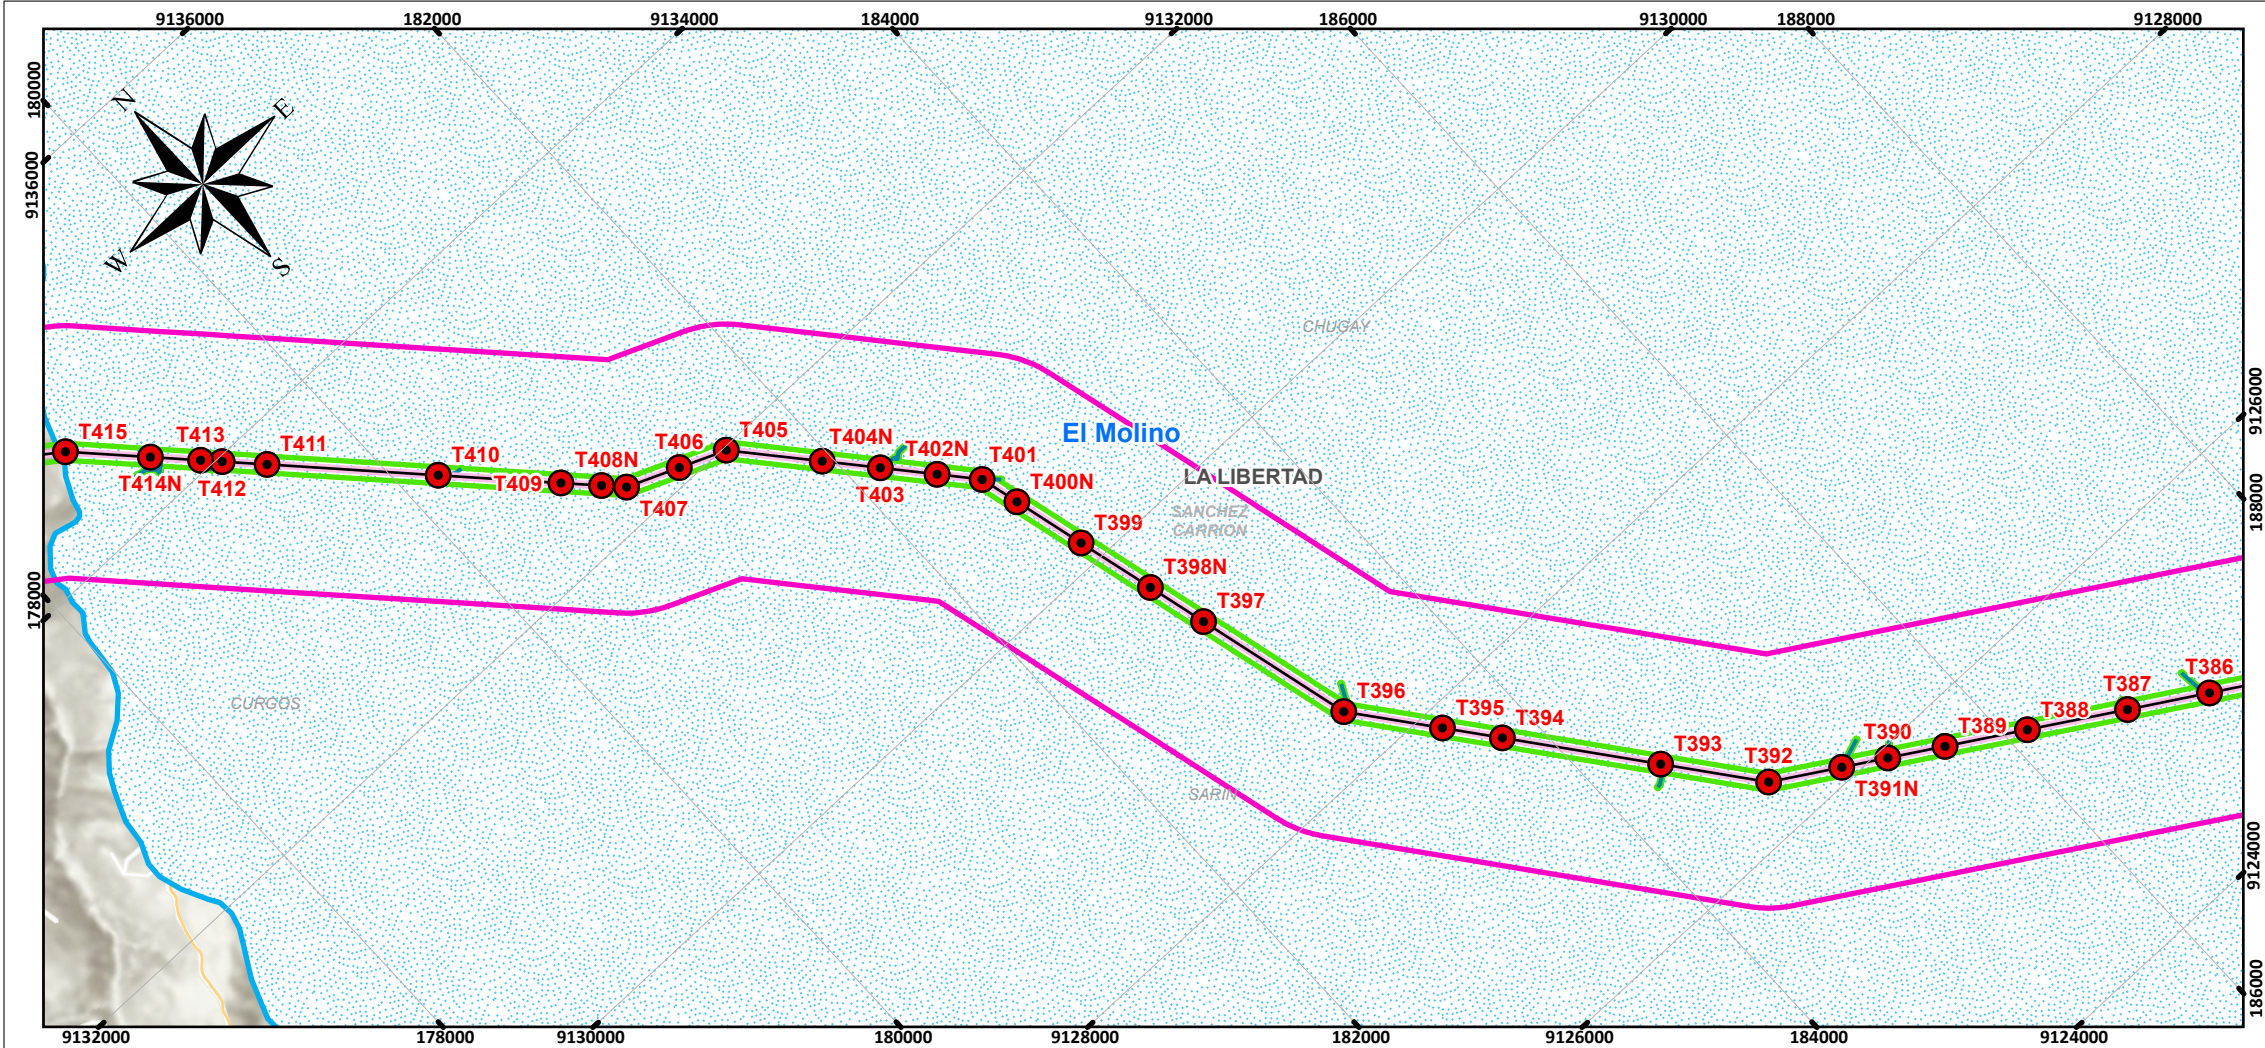 9136000 182000 9134000 184000 9132000 186000 9130000 188000 9128000
180000
9136000
178000
N
E
W
S
CHUGAY
El Molino
LA LIBERTAD
SANCHEZ
CARRION
CURGOS
SARIN
T415
T414N
T413
T412
T411
T410
T409
T408N
T407
T406
T405
T404N
T403
T402N
T401
T400N
T399
T398N
T397
T396
T395
T394
T393
T392
T391N
T390
T389
T388
T387
T386
9126000
188000
9124000
186000
9132000 178000 9130000 180000 9128000 182000 9126000 184000 9124000